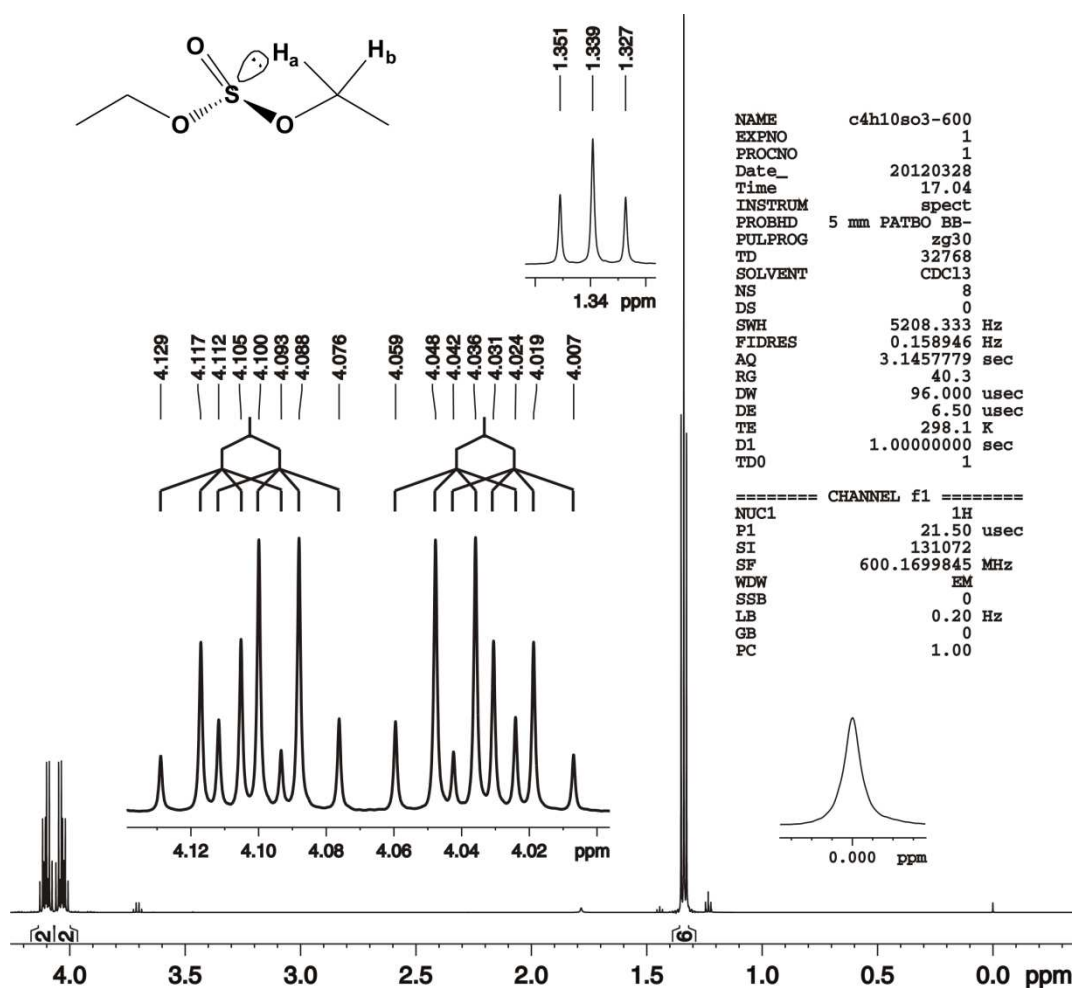 O
H
a
H
b
S
O
O
1.351
1.339
1.327
1.34 ppm
NAME c4h10so3-600
EXPNO 1
PROCNO 1
Date_ 20120328
Time 17.04
INSTRUM spect
PROBHD 5 mm PATBO BB-
PULPROG zg30
TD 32768
SOLVENT CDCl3
NS 8
DS 0
SWH 5208.333 Hz
FIDRES 0.158946 Hz
AQ 3.1457779 sec
RG 40.3
DW 96.000 usec
DE 6.50 usec
TE 298.1 K
D1 1.00000000 sec
TD0 1
======== CHANNEL f1 ========
NUC1 1H
P1 21.50 usec
SI 131072
SF 600.1699845 MHz
WDW EM
SSB 0
LB 0.20 Hz
GB 0
PC 1.00
4.129
4.117
4.112
4.105
4.100
4.093
4.088
4.076
4.059
4.048
4.042
4.036
4.031
4.024
4.019
4.007
4.12 4.10 4.08 4.06 4.04 4.02 ppm
0.000 ppm
2 2 6
4.0 3.5 3.0 2.5 2.0 1.5 1.0 0.5 0.0 ppm